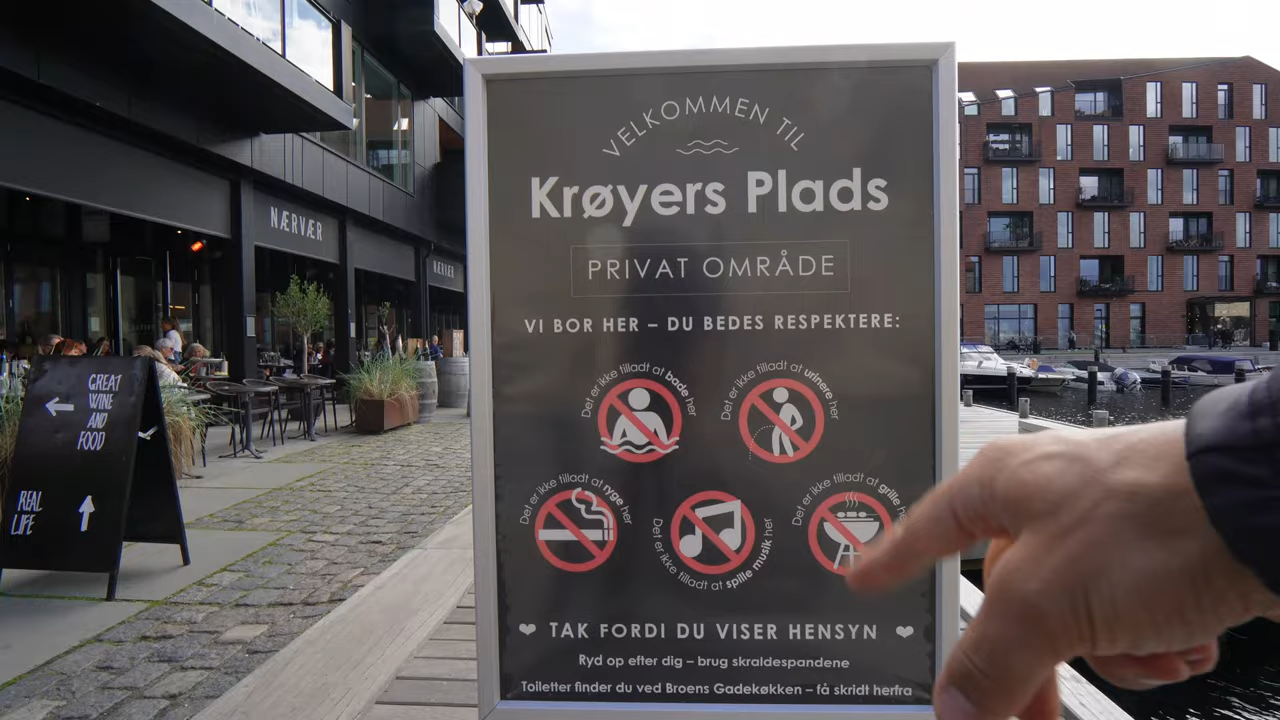 VELKOMMEN TIL
Krøyers Plads
PRIVAT OMRÅDE
VI BOR HER – DU BEDES RESPEKTERE:
Det er ikke tilladt at bade her
Det er ikke tilladt at urinere her
Det er ikke tilladt at ryge her
Det er ikke tilladt at spille musik her
Det er ikke tilladt at grille her
TAK FORDI DU VISER HENSYN
Ryd op efter dig – brug skraldespandene
Toiletter finder du ved Broens Gadekøkken – få skridt herfra
NÆRVÆR
NÆRVÆR
GREAT
WINE
AND
FOOD
REAL
LIFE